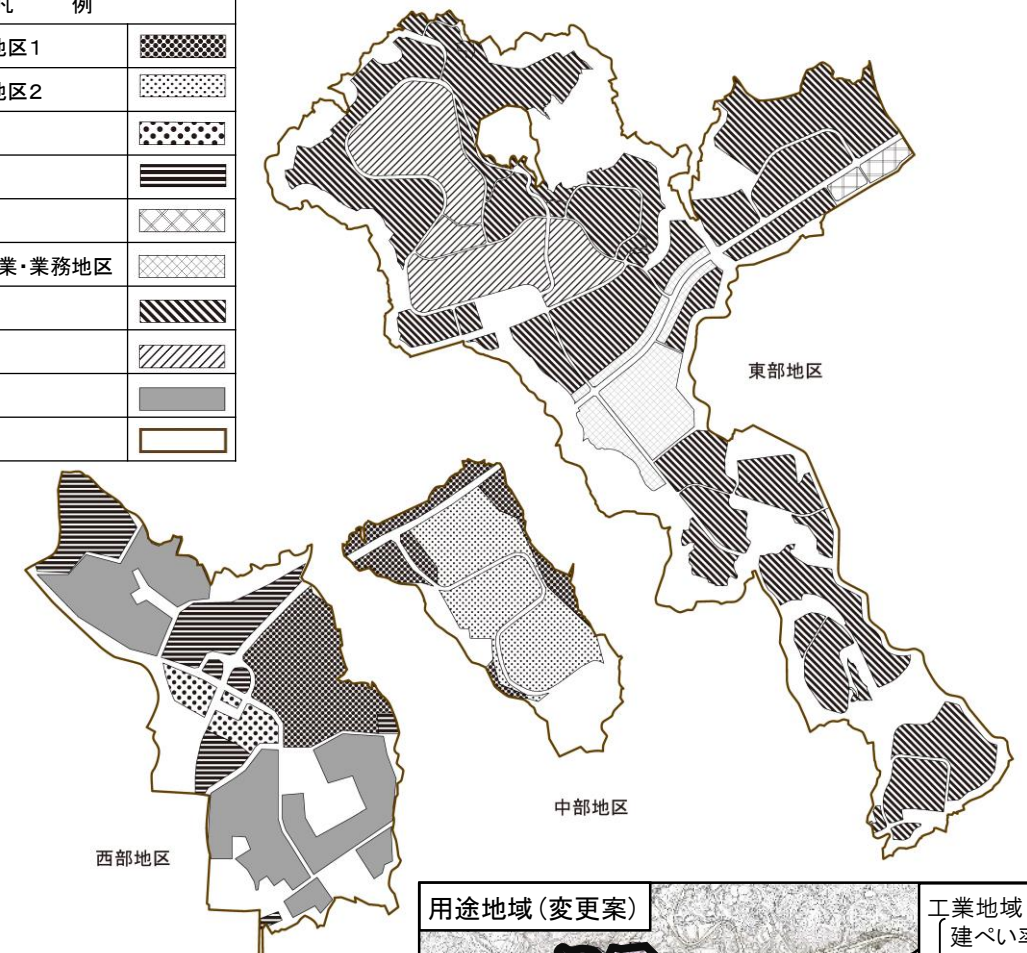 凡 例
地区1
地区2
業・業務地区
東部地区
中部地区
西部地区
用途地域(変更案)
工業地域
建ぺい率